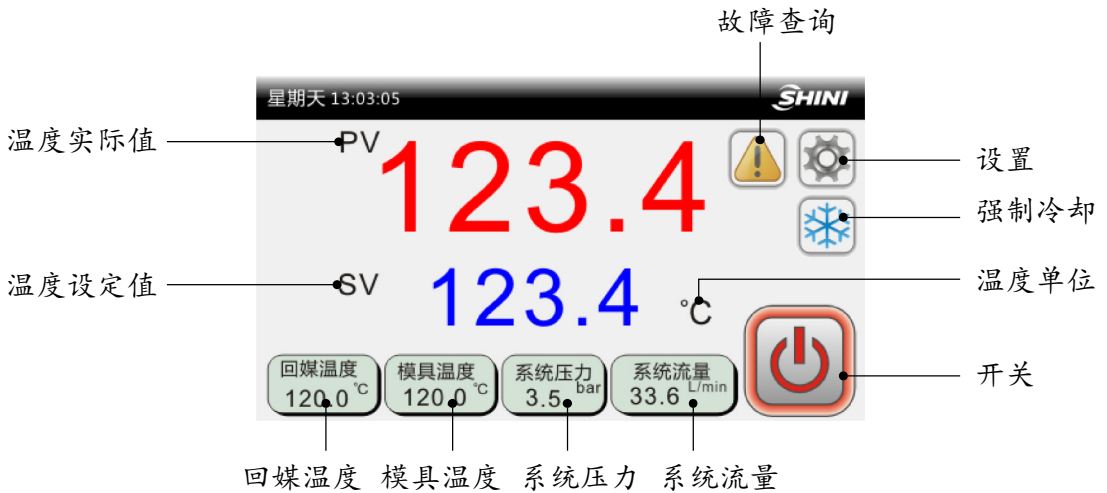 故障查询
星期天 13:03:05
SHINI
温度实际值
PV
123.4
设置
强制冷却
温度设定值
SV
123.4
°C
温度单位
回媒温度
120.0 °C
模具温度
120.0 °C
系统压力
3.5 bar
系统流量
33.6 L/min
开关
回媒温度 模具温度 系统压力 系统流量